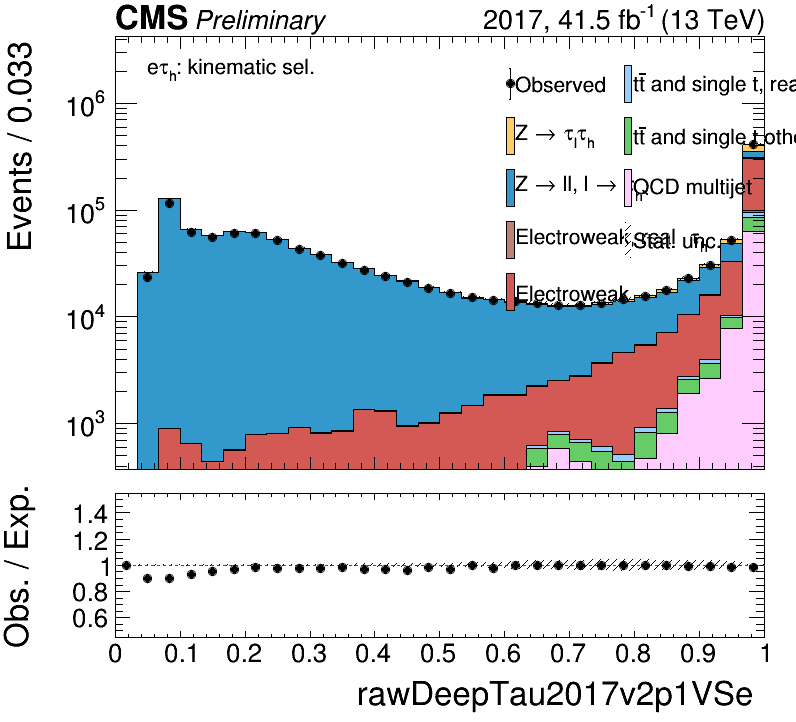 CMS Preliminary 2017, 41.5 fb⁻¹ (13 TeV)
eτₕ: kinematic sel.
Observed
Z → τₗτₕ
Z → ll, l →
Electroweak real τₕ
Electroweak
tt̄ and single t, rea
tt̄ and single t othe
QCD multijet
Stat. unc.
Events / 0.033
10⁶
10⁵
10⁴
10³
Obs. / Exp.
1.4
1.2
1
0.8
0.6
0 0.1 0.2 0.3 0.4 0.5 0.6 0.7 0.8 0.9 1
rawDeepTau2017v2p1VSe